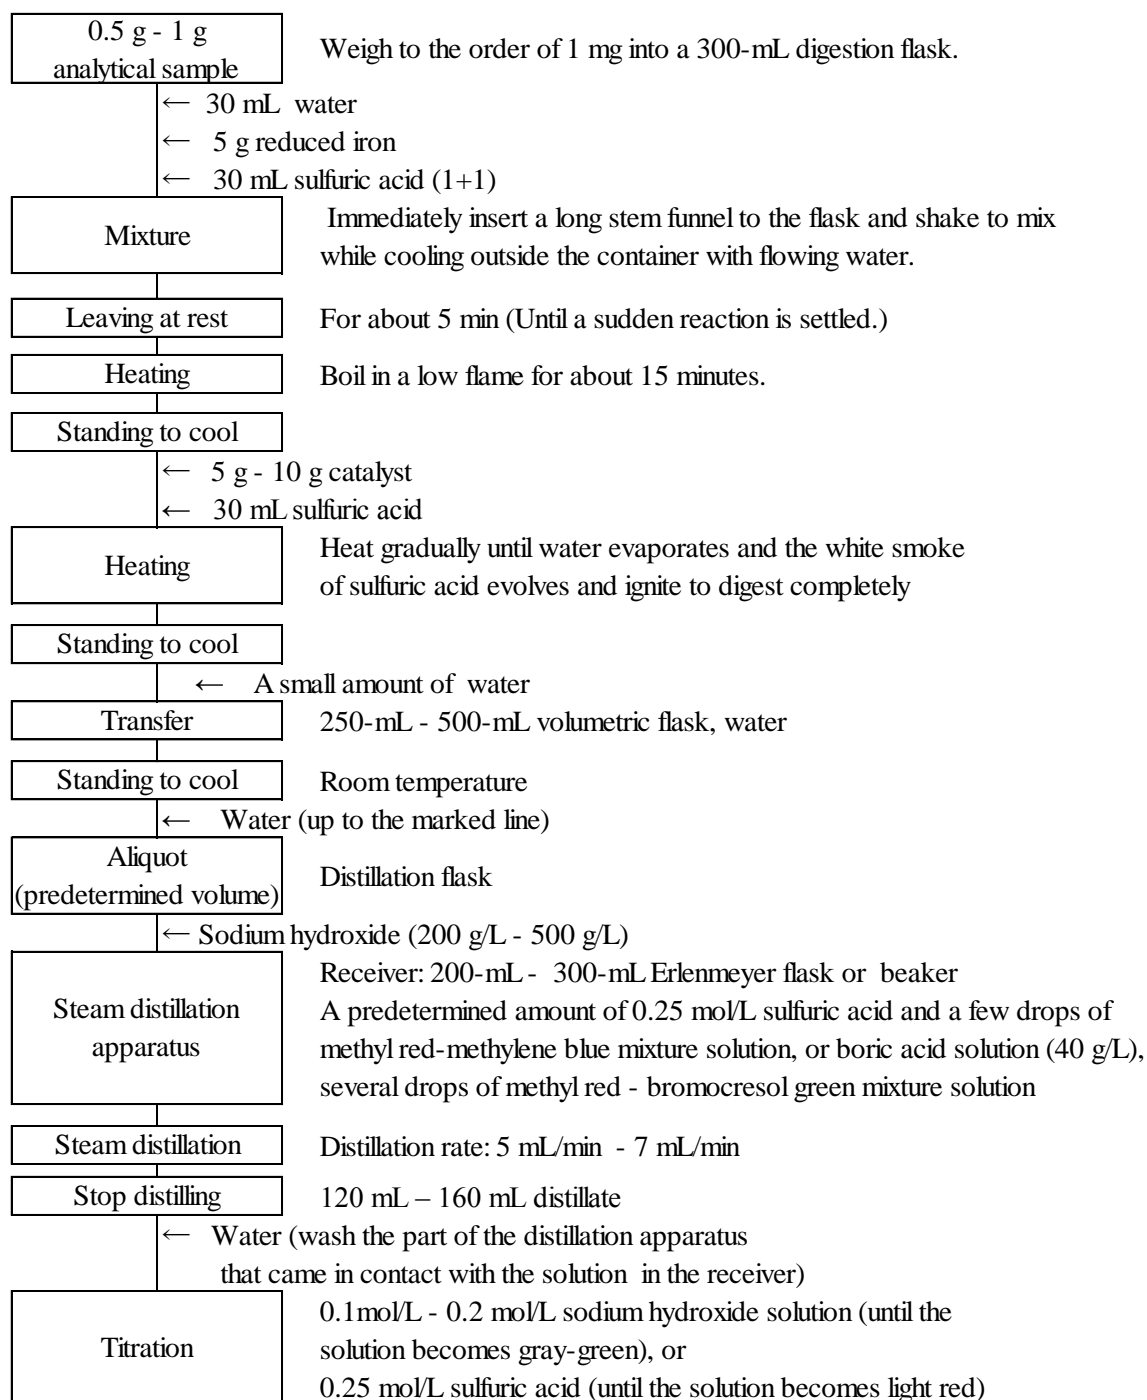 0.5 g - 1 g
analytical sample
Weigh to the order of 1 mg into a 300-mL digestion flask.
← 30 mL water
← 5 g reduced iron
← 30 mL sulfuric acid (1+1)
Mixture
Immediately insert a long stem funnel to the flask and shake to mix
while cooling outside the container with flowing water.
Leaving at rest
For about 5 min (Until a sudden reaction is settled.)
Heating
Boil in a low flame for about 15 minutes.
Standing to cool
← 5 g - 10 g catalyst
← 30 mL sulfuric acid
Heating
Heat gradually until water evaporates and the white smoke
of sulfuric acid evolves and ignite to digest completely
Standing to cool
← A small amount of water
Transfer
250-mL - 500-mL volumetric flask, water
Standing to cool
Room temperature
← Water (up to the marked line)
Aliquot
(predetermined volume)
Distillation flask
← Sodium hydroxide (200 g/L - 500 g/L)
Steam distillation
apparatus
Receiver: 200-mL - 300-mL Erlenmeyer flask or beaker
A predetermined amount of 0.25 mol/L sulfuric acid and a few drops of
methyl red-methylene blue mixture solution, or boric acid solution (40 g/L),
several drops of methyl red - bromocresol green mixture solution
Steam distillation
Distillation rate: 5 mL/min - 7 mL/min
Stop distilling
120 mL – 160 mL distillate
← Water (wash the part of the distillation apparatus
that came in contact with the solution in the receiver)
Titration
0.1mol/L - 0.2 mol/L sodium hydroxide solution (until the
solution becomes gray-green), or
0.25 mol/L sulfuric acid (until the solution becomes light red)